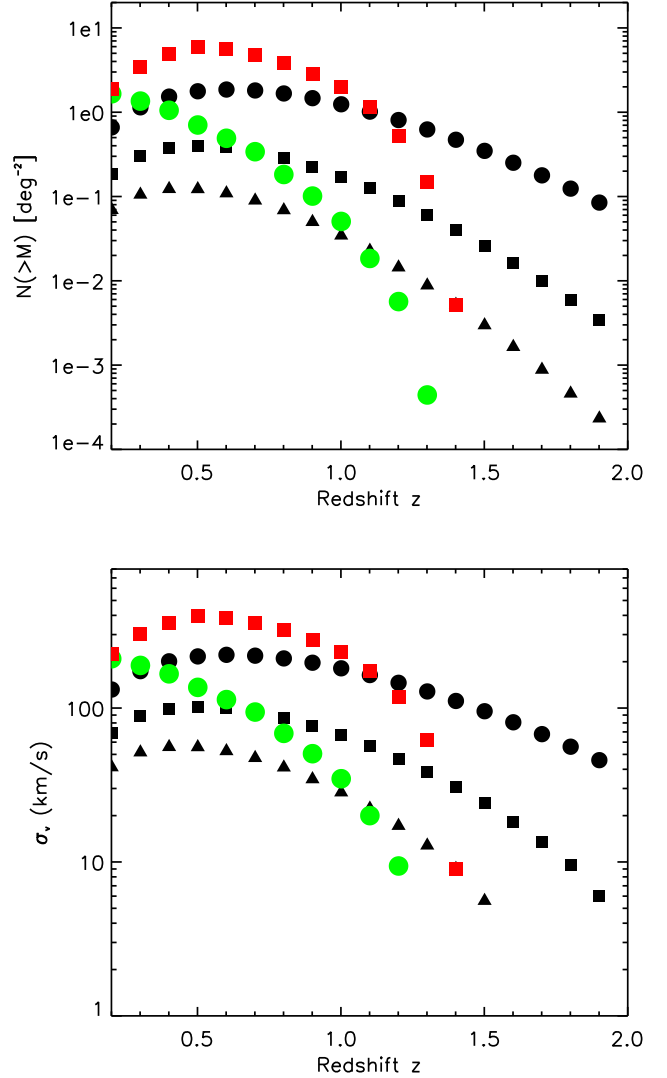 1e1
1e0
1e-1
1e-2
1e-3
1e-4
N(>M) [deg⁻²]
0.5 1.0 1.5 2.0
Redshift z
100
10
1
σᵥ (km/s)
0.5 1.0 1.5 2.0
Redshift z